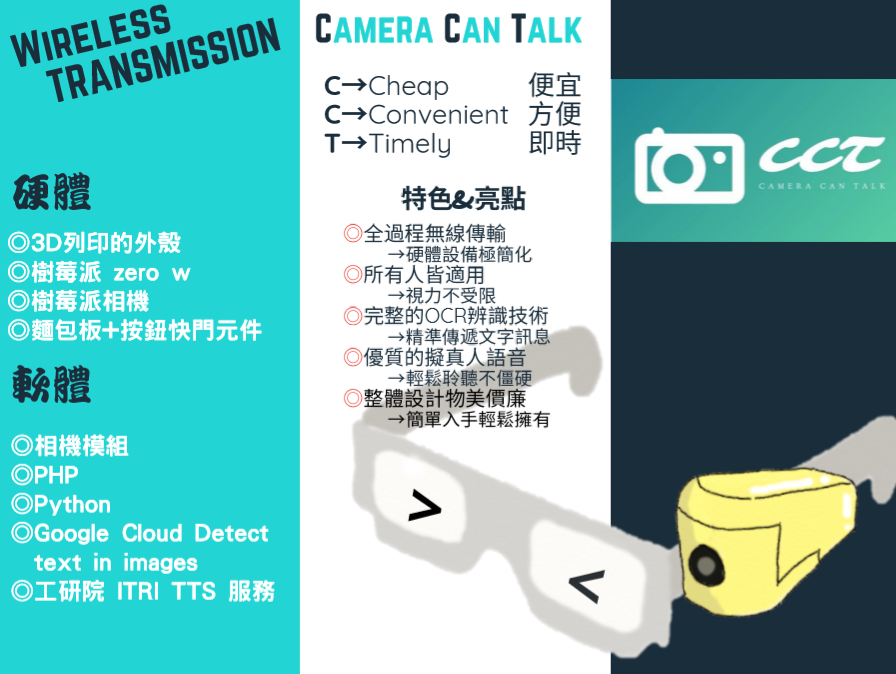 WIRELESS
TRANSMISSION
硬體
◎3D列印的外殼
◎樹莓派 zero w
◎樹莓派相機
◎麵包板+按鈕快門元件
軟體
◎相機模組
◎PHP
◎Python
◎Google Cloud Detect
text in images
◎工研院 ITRI TTS 服務
CAMERA CAN TALK
C→Cheap 便宜
C→Convenient 方便
T→Timely 即時
特色&亮點
◎全過程無線傳輸
→硬體設備極簡化
◎所有人皆適用
→視力不受限
◎完整的OCR辨識技術
→精準傳遞文字訊息
◎優質的擬真人語音
→輕鬆聆聽不僵硬
◎整體設計物美價廉
→簡單入手輕鬆擁有
CCT
CAMERA CAN TALK